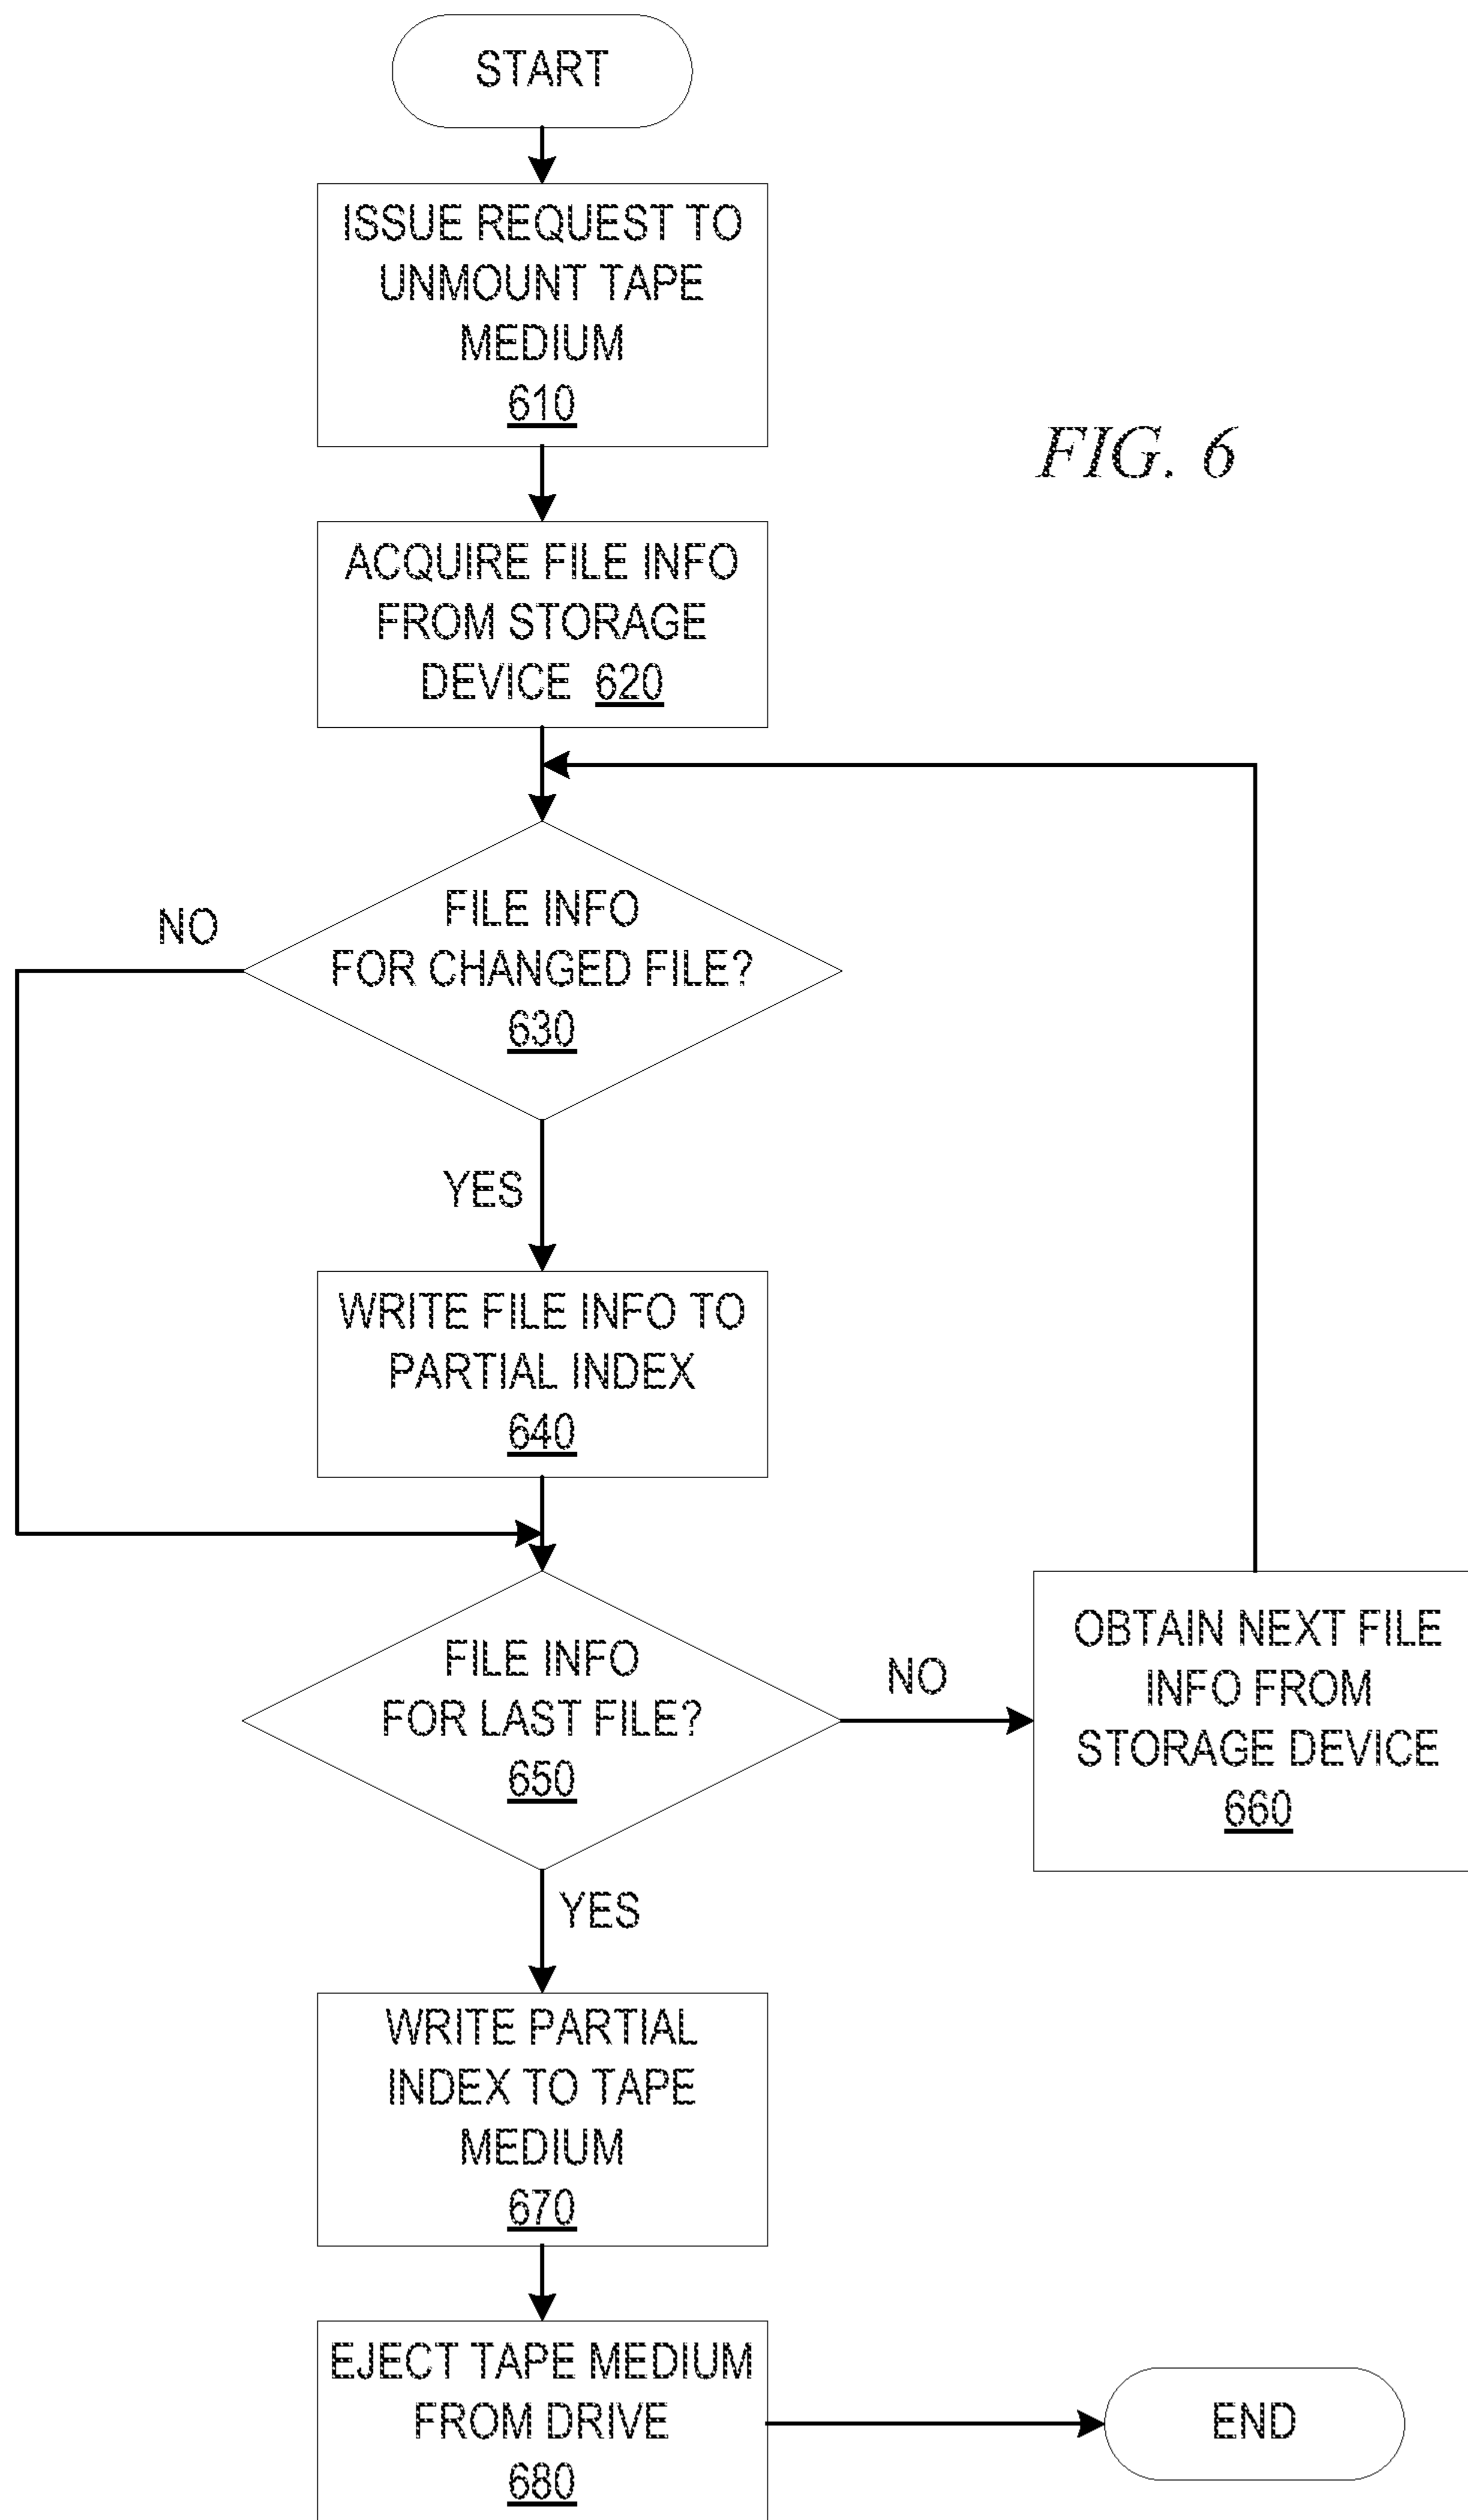 START
ISSUE REQUEST TO
UNMOUNT TAPE
MEDIUM
610
FIG. 6
ACQUIRE FILE INFO
FROM STORAGE
DEVICE 620
FILE INFO
FOR CHANGED FILE?
630
NO
YES
WRITE FILE INFO TO
PARTIAL INDEX
640
FILE INFO
FOR LAST FILE?
650
NO
OBTAIN NEXT FILE
INFO FROM
STORAGE DEVICE
660
YES
WRITE PARTIAL
INDEX TO TAPE
MEDIUM
670
EJECT TAPE MEDIUM
FROM DRIVE
680
END